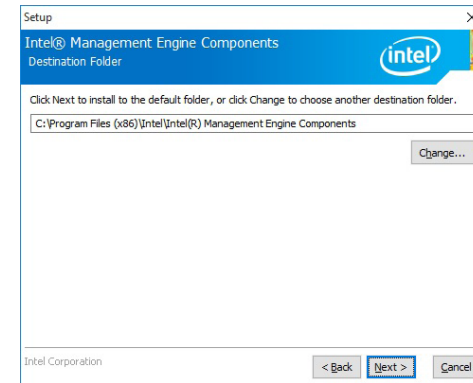 Setup
Intel® Management Engine Components
Destination Folder
intel
Click Next to install to the default folder, or click Change to choose another destination folder.
C:\Program Files (x86)\Intel\Intel(R) Management Engine Components
Change...
Intel Corporation
< Back Next > Cancel